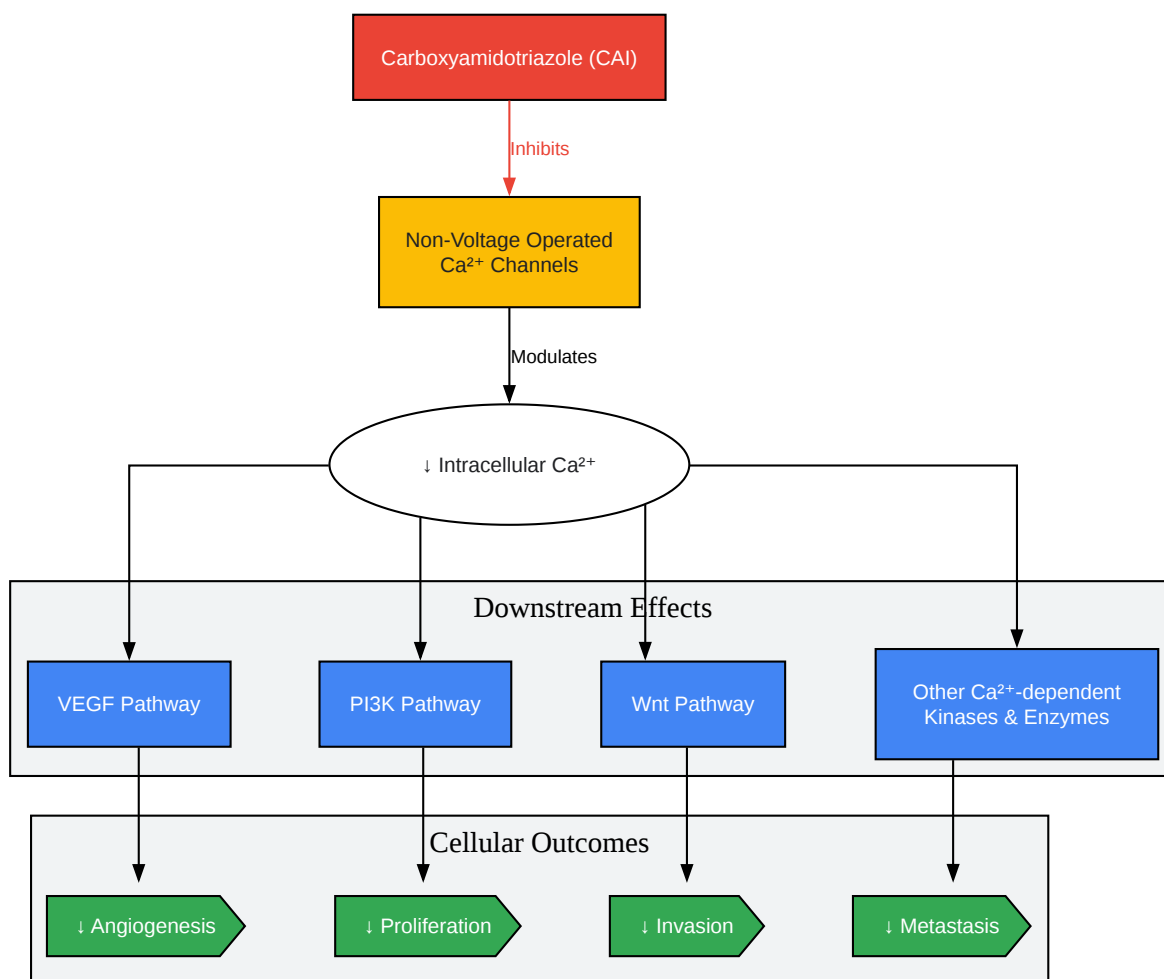 Carboxyamidotriazole (CAI)
Inhibits
Non-Voltage Operated
Ca²⁺ Channels
Modulates
↓ Intracellular Ca²⁺
Downstream Effects
VEGF Pathway
PI3K Pathway
Wnt Pathway
Other Ca²⁺-dependent
Kinases & Enzymes
Cellular Outcomes
↓ Angiogenesis
↓ Proliferation
↓ Invasion
↓ Metastasis